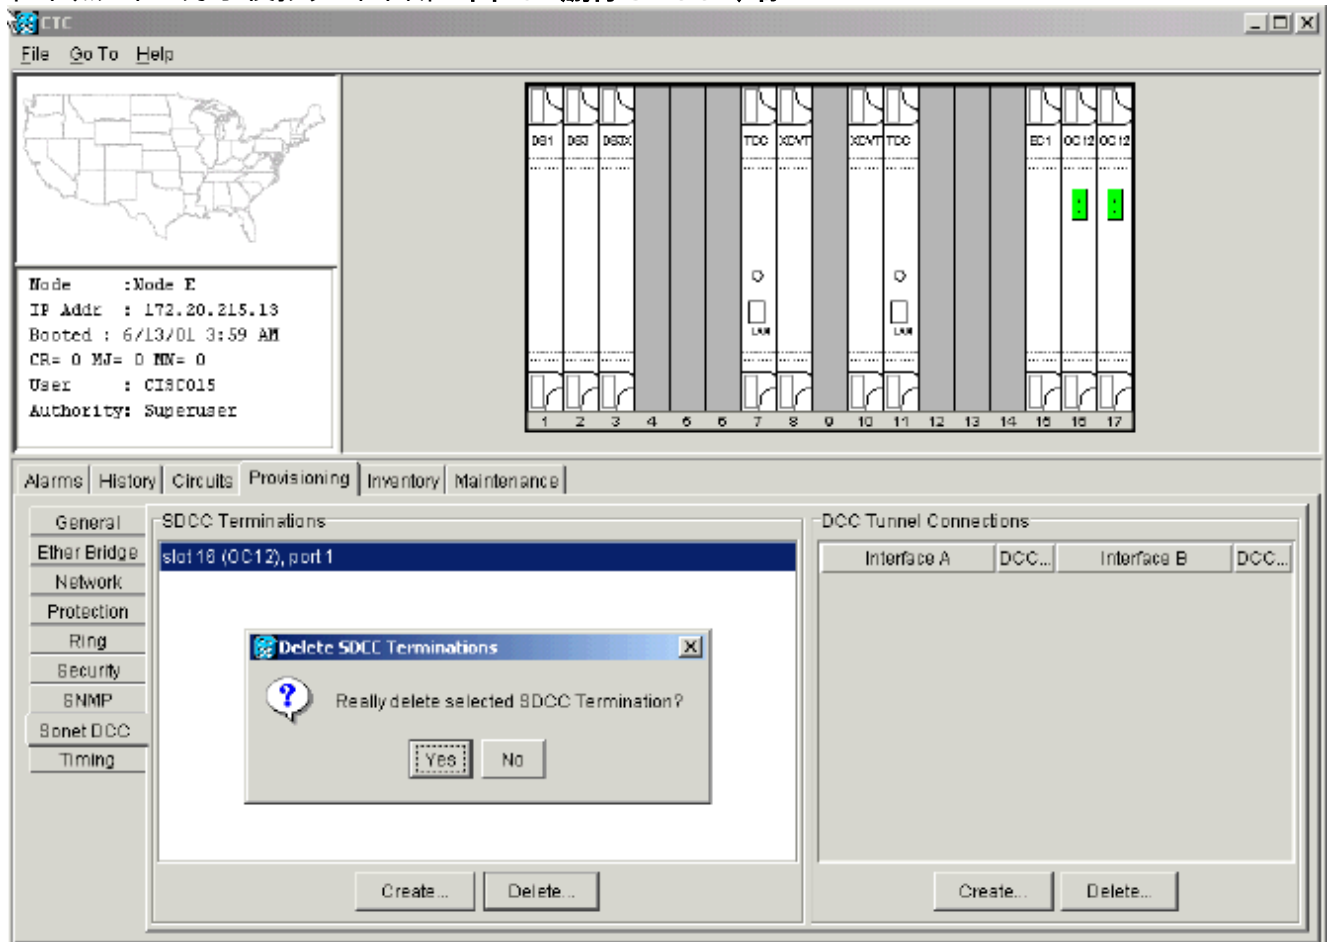 CTC
File Go To Help
DS1 DS3 DS3X TCC XCVT XCVT TCC EC1 OC12 OC12
LAN LAN
1 2 3 4 5 6 7 8 9 10 11 12 13 14 15 16 17
Node :Node E
IP Addr : 172.20.215.13
Booted : 6/13/01 3:59 AM
CR= 0 MJ= 0 MN= 0
User : CISCO15
Authority: Superuser
Alarms History Circuits Provisioning Inventory Maintenance
General
Ether Bridge
Network
Protection
Ring
Security
SNMP
Sonet DCC
Timing
SDCC Terminations
slot 16 (OC12), port 1
Delete SDCC Terminations
Really delete selected SDCC Termination?
Yes No
Create... Delete...
DCC Tunnel Connections
Interface A DCC... Interface B DCC...
Create... Delete...